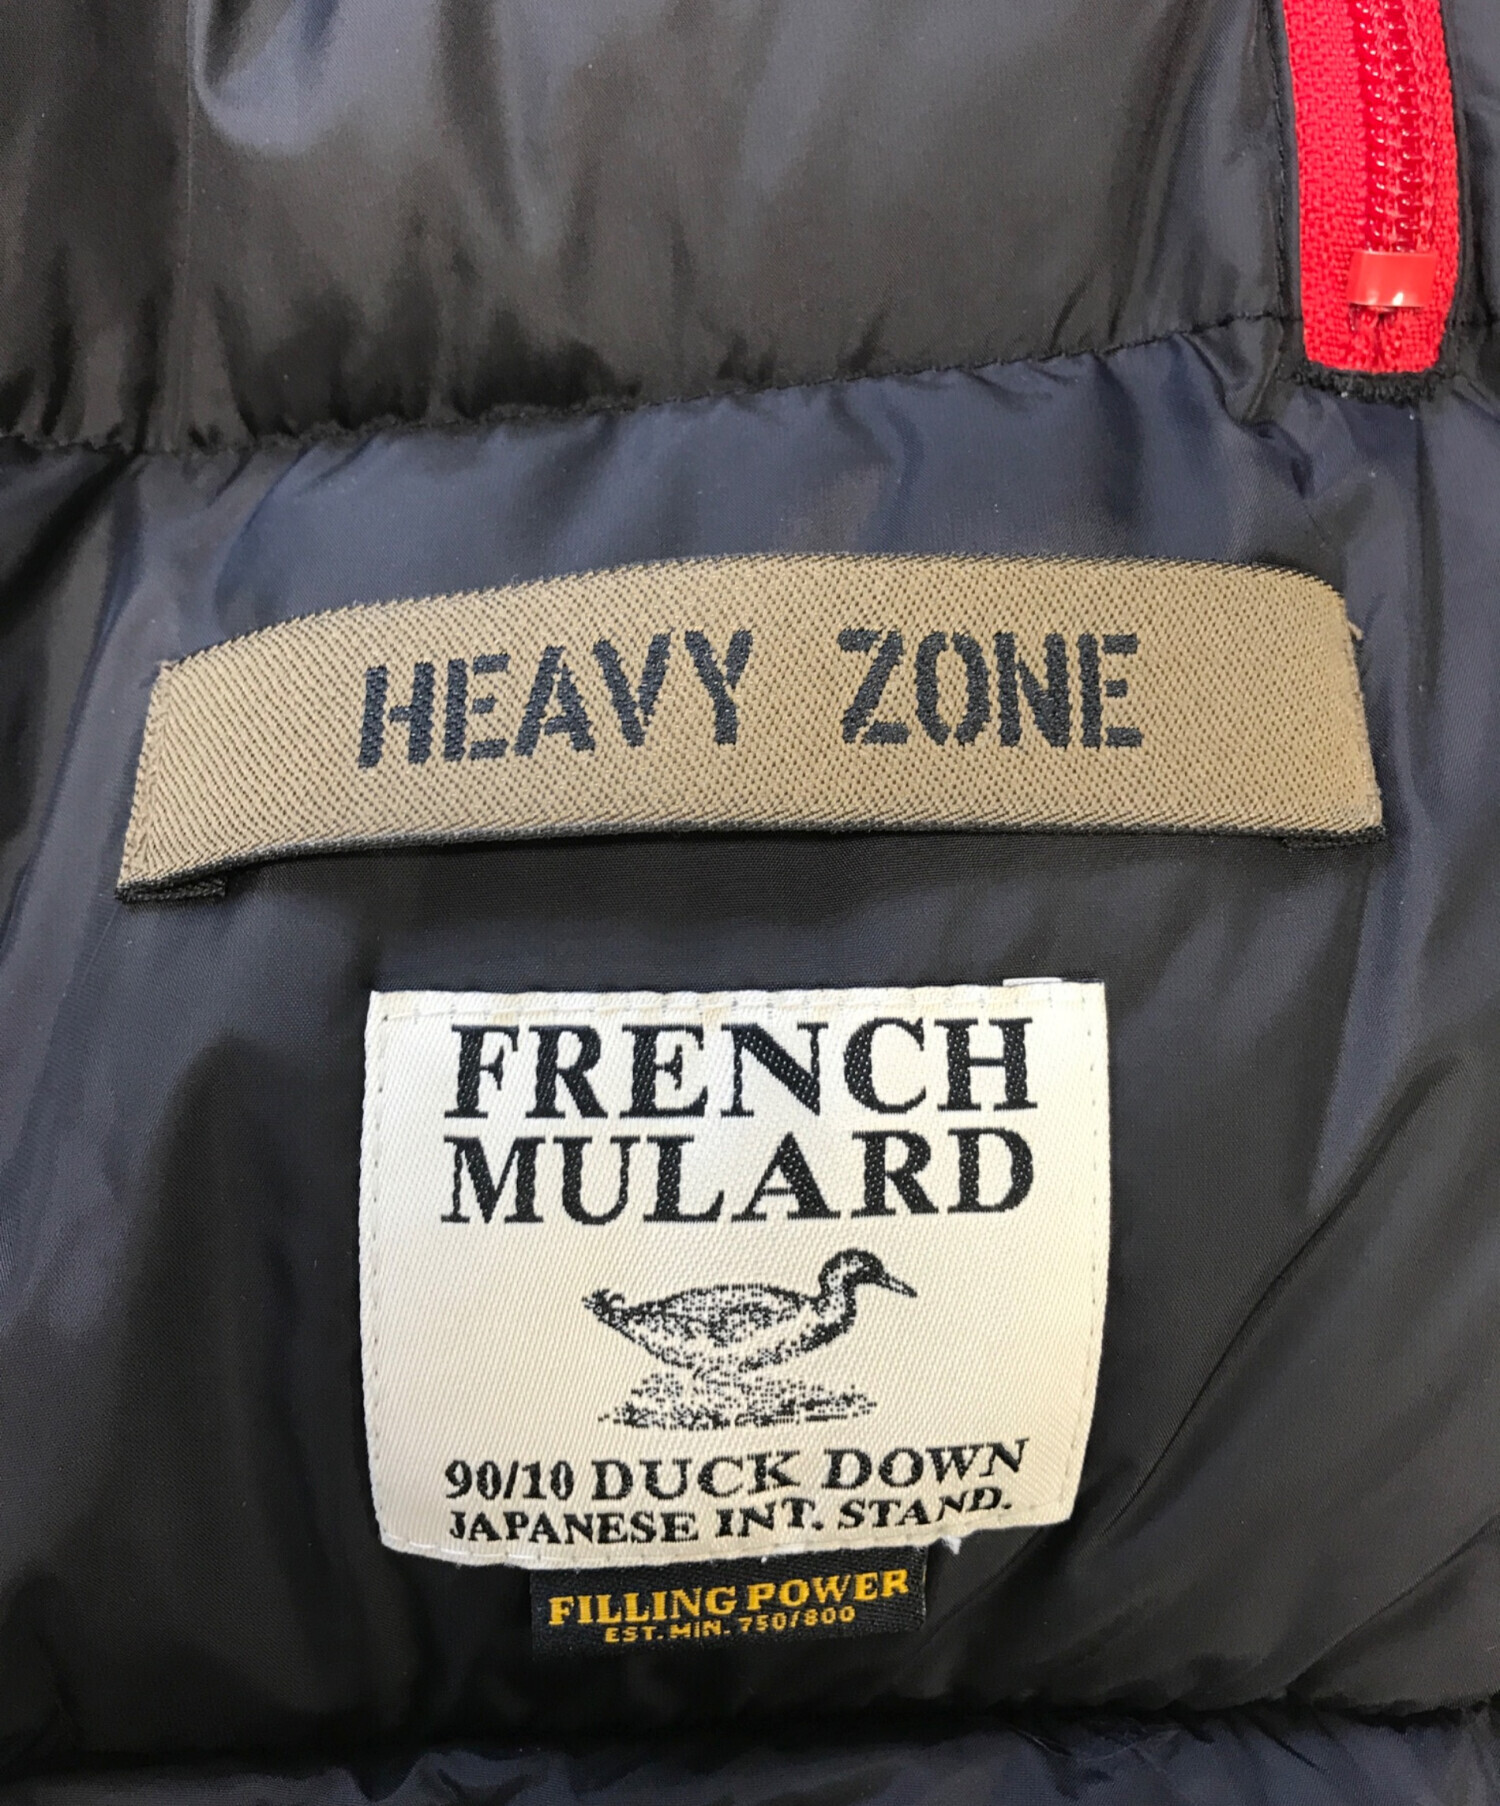 HEAVY ZONE
FRENCH
MULARD
90/10 DUCK DOWN
JAPANESE INT. STAND.
FILLING POWER
EST. MIN. 750/800